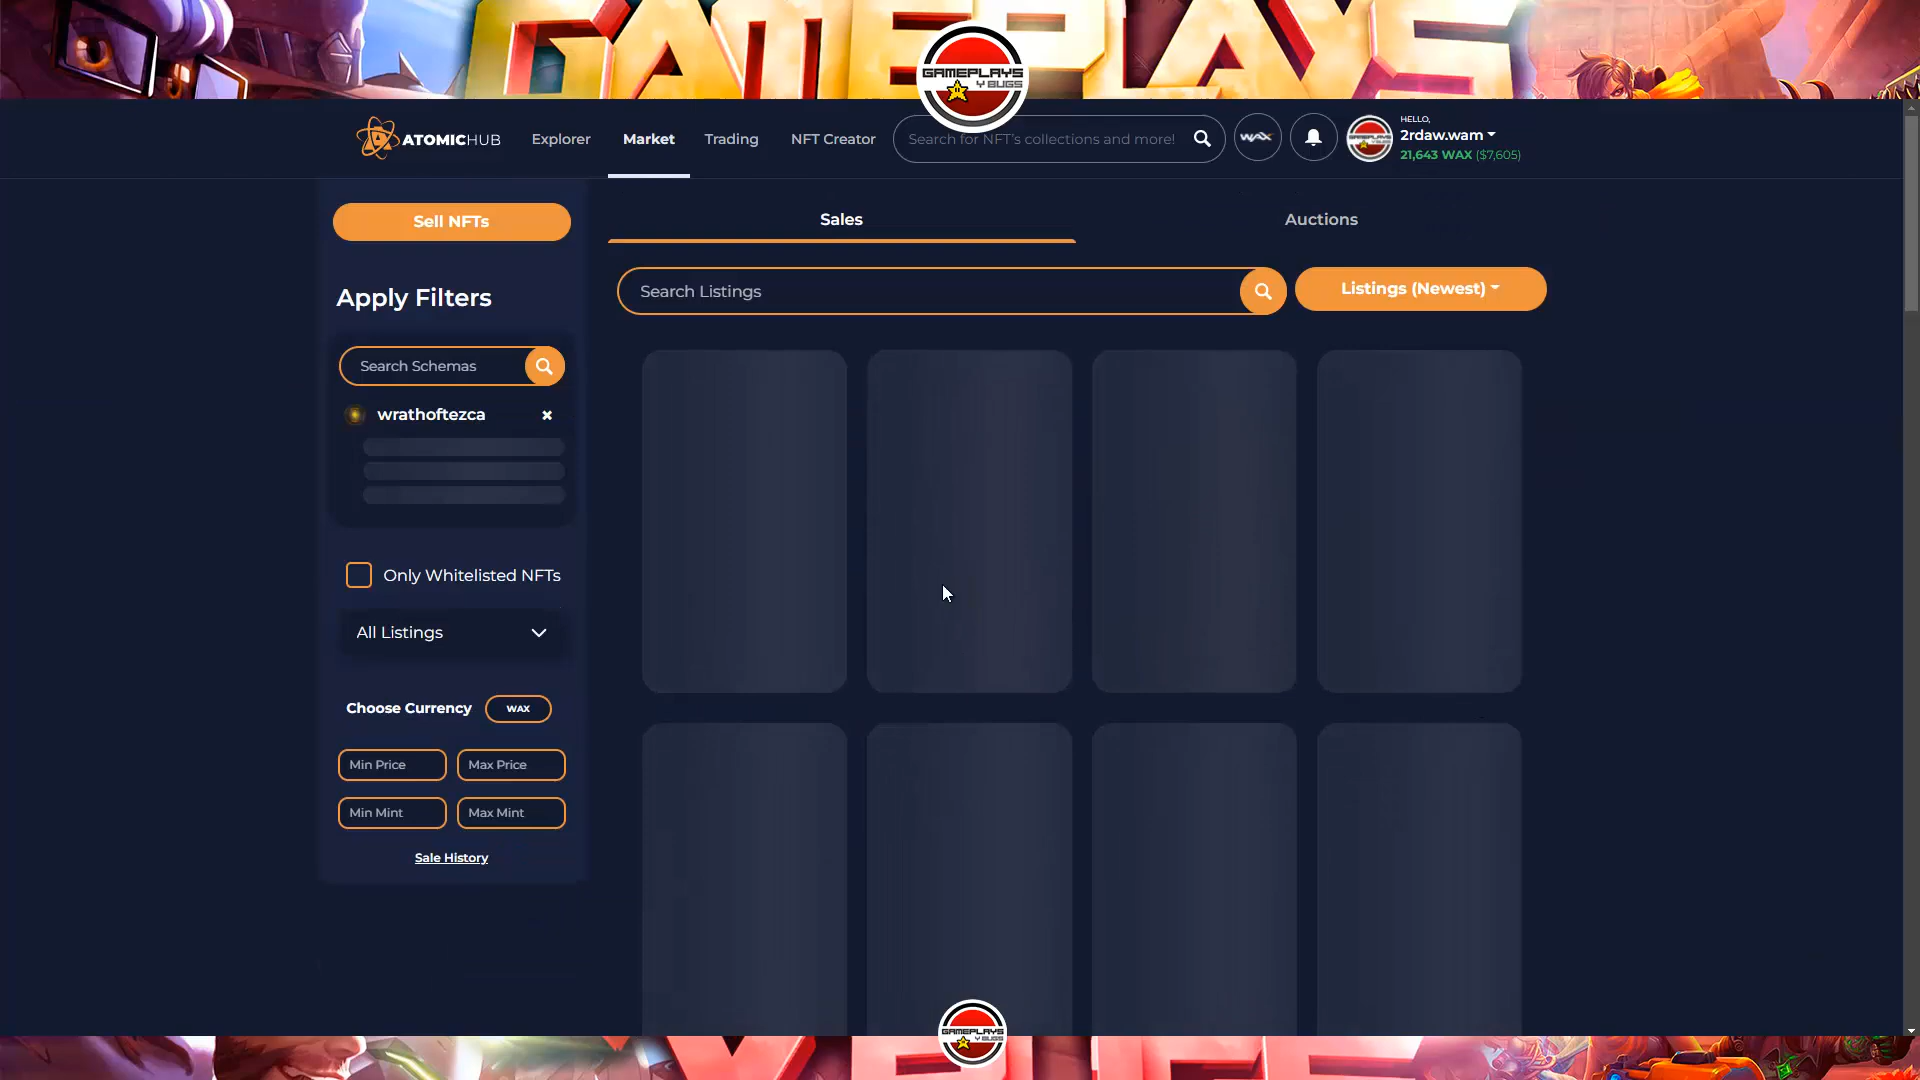 GAMEPLAYS
GAMEPLAYS
Y BUGS
ATOMICHUB
Explorer
Market
Trading
NFT Creator
Search for NFT's collections and more!
WAX
HELLO,
2rdaw.wam
21,643 WAX ($7,605)
Sell NFTs
Sales
Auctions
Search Listings
Listings (Newest)
Apply Filters
Search Schemas
wrathoftezca
Only Whitelisted NFTs
All Listings
Choose Currency
WAX
Min Price
Max Price
Min Mint
Max Mint
Sale History
GAMEPLAYS
Y BUGS